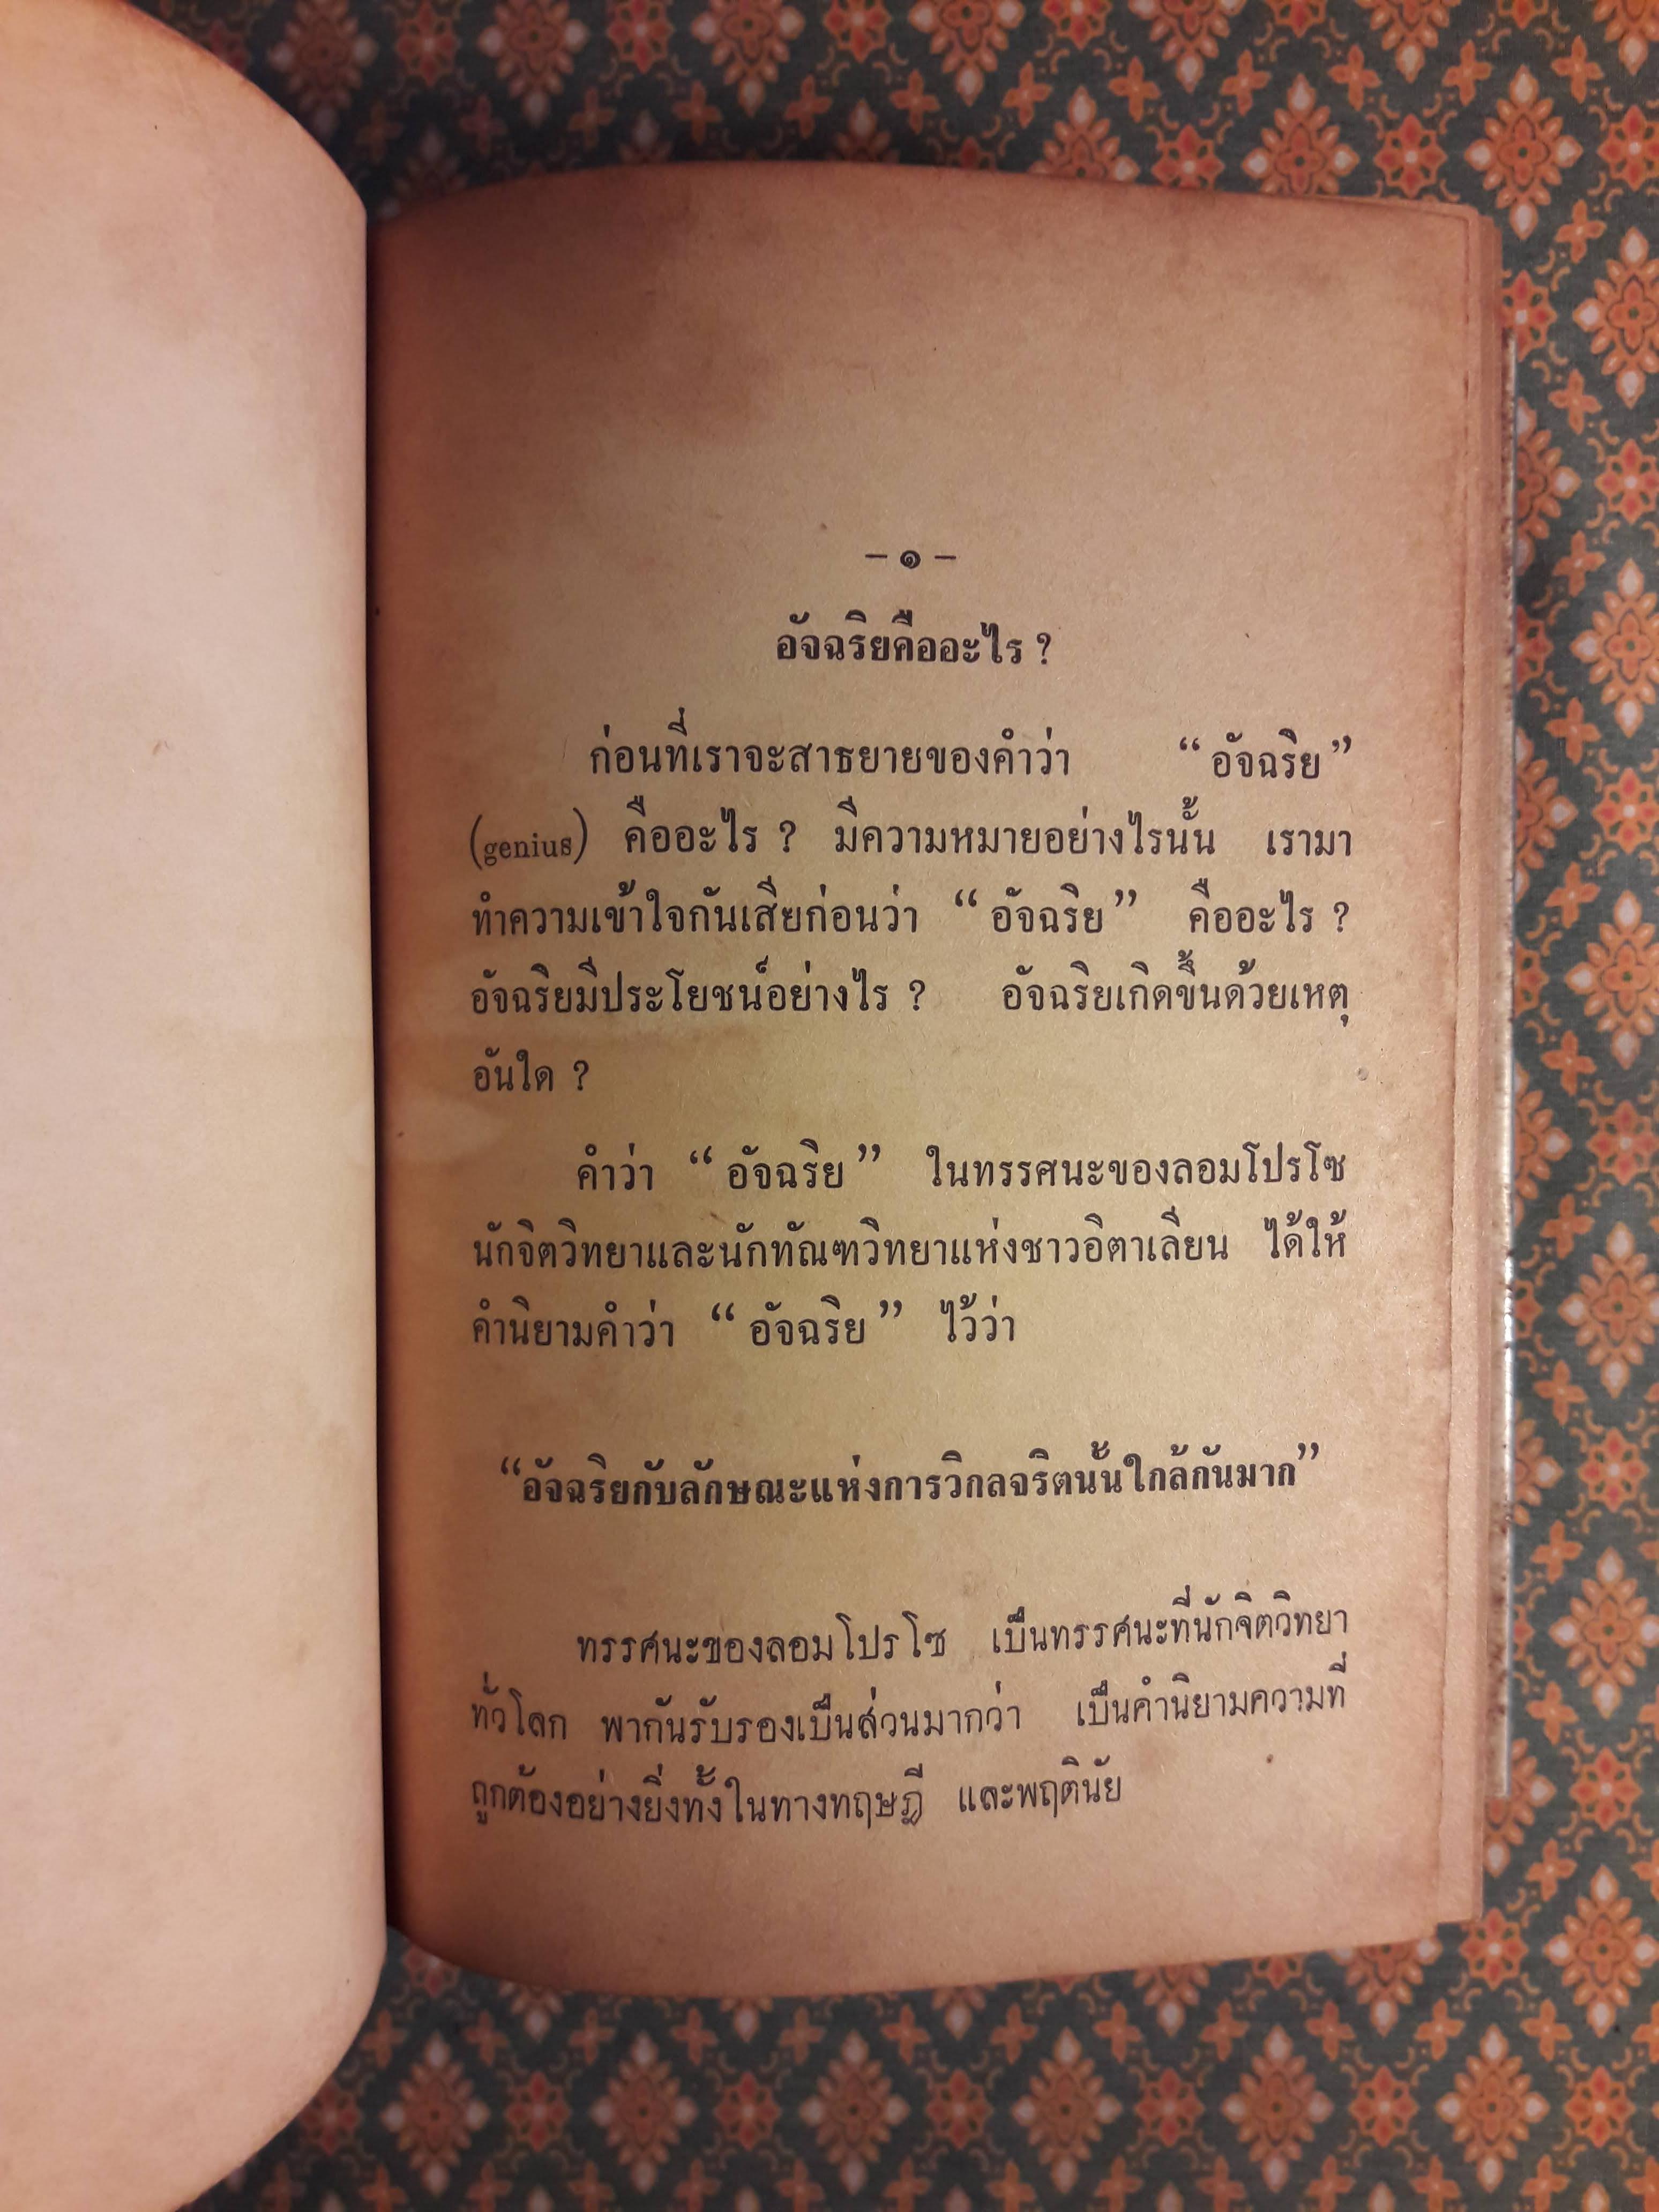 – ๑ –
อัจฉริยคืออะไร ?
ก่อนที่เราจะสาธยายของคำว่า “ อัจฉริย ”
(genius) คืออะไร ? มีความหมายอย่างไรนั้น เรามา
ทำความเข้าใจกันเสียก่อนว่า “ อัจฉริย ” คืออะไร ?
อัจฉริยมีประโยชน์อย่างไร ? อัจฉริยเกิดขึ้นด้วยเหตุ
อันใด ?
คำว่า “ อัจฉริย ” ในทรรศนะของลอมโปรโซ
นักจิตวิทยาและนักทัณฑวิทยาแห่งชาวอิตาเลียน ได้ให้
คำนิยามคำว่า “ อัจฉริย ” ไว้ว่า
“อัจฉริยกับลักษณะแห่งการวิกลจริตนั้นใกล้กันมาก”
ทรรศนะของลอมโปรโซ เป็นทรรศนะที่นักจิตวิทยา
ทั่วโลก พากันรับรองเป็นส่วนมากว่า เป็นคำนิยามความที่
ถูกต้องอย่างยิ่งทั้งในทางทฤษฎี และพฤตินัย